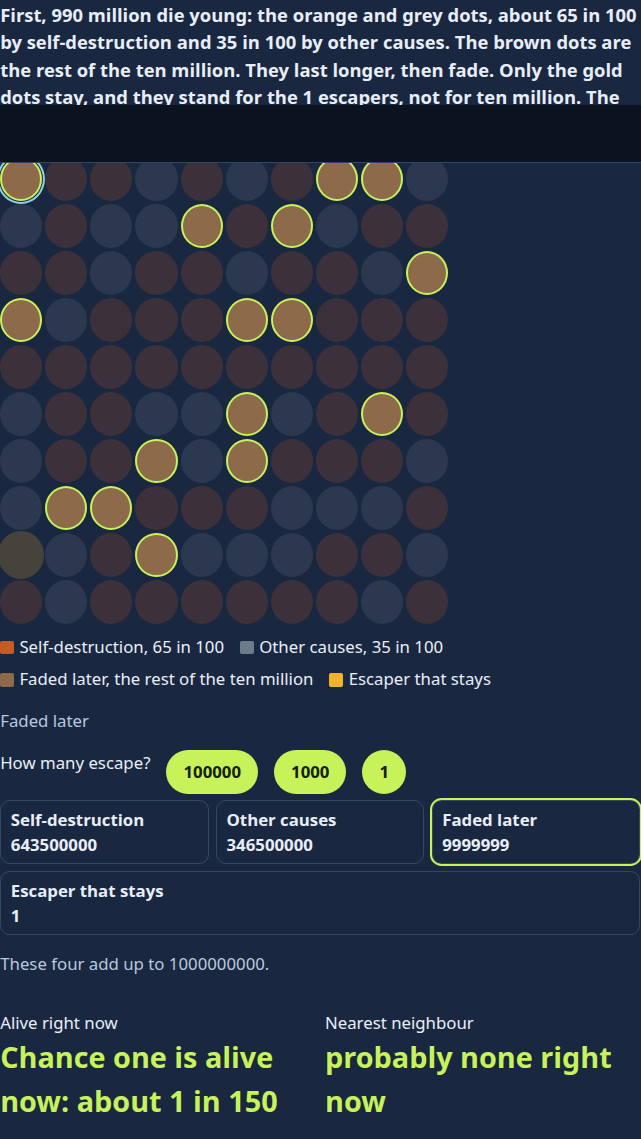 First, 990 million die young: the orange and grey dots, about 65 in 100
by self-destruction and 35 in 100 by other causes. The brown dots are
the rest of the ten million. They last longer, then fade. Only the gold
dots stay, and they stand for the 1 escapers, not for ten million. The
Self-destruction, 65 in 100 Other causes, 35 in 100
Faded later, the rest of the ten million Escaper that stays
Faded later
How many escape? 100000 1000 1
Self-destruction
643500000
Other causes
346500000
Faded later
9999999
Escaper that stays
1
These four add up to 1000000000.
Alive right now
Chance one is alive
now: about 1 in 150
Nearest neighbour
probably none right
now